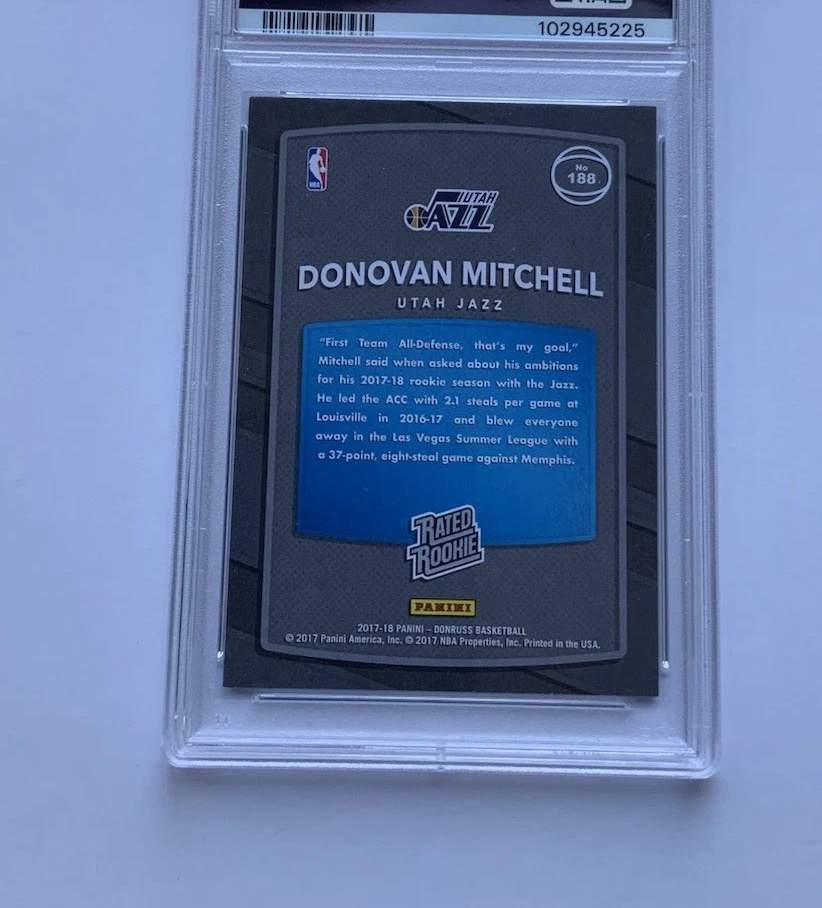 102945225
NBA
No
188
UTAH
JAZZ
DONOVAN MITCHELL
UTAH JAZZ
"First Team All-Defense, that's my goal,"
Mitchell said when asked about his ambitions
for his 2017-18 rookie season with the Jazz.
He led the ACC with 2.1 steals per game at
Louisville in 2016-17 and blew everyone
away in the Las Vegas Summer League with
a 37-point, eight-steal game against Memphis.
RATED
ROOKIE
PANINI
2017-18 PANINI – DONRUSS BASKETBALL
© 2017 Panini America, Inc. © 2017 NBA Properties, Inc. Printed in the USA.